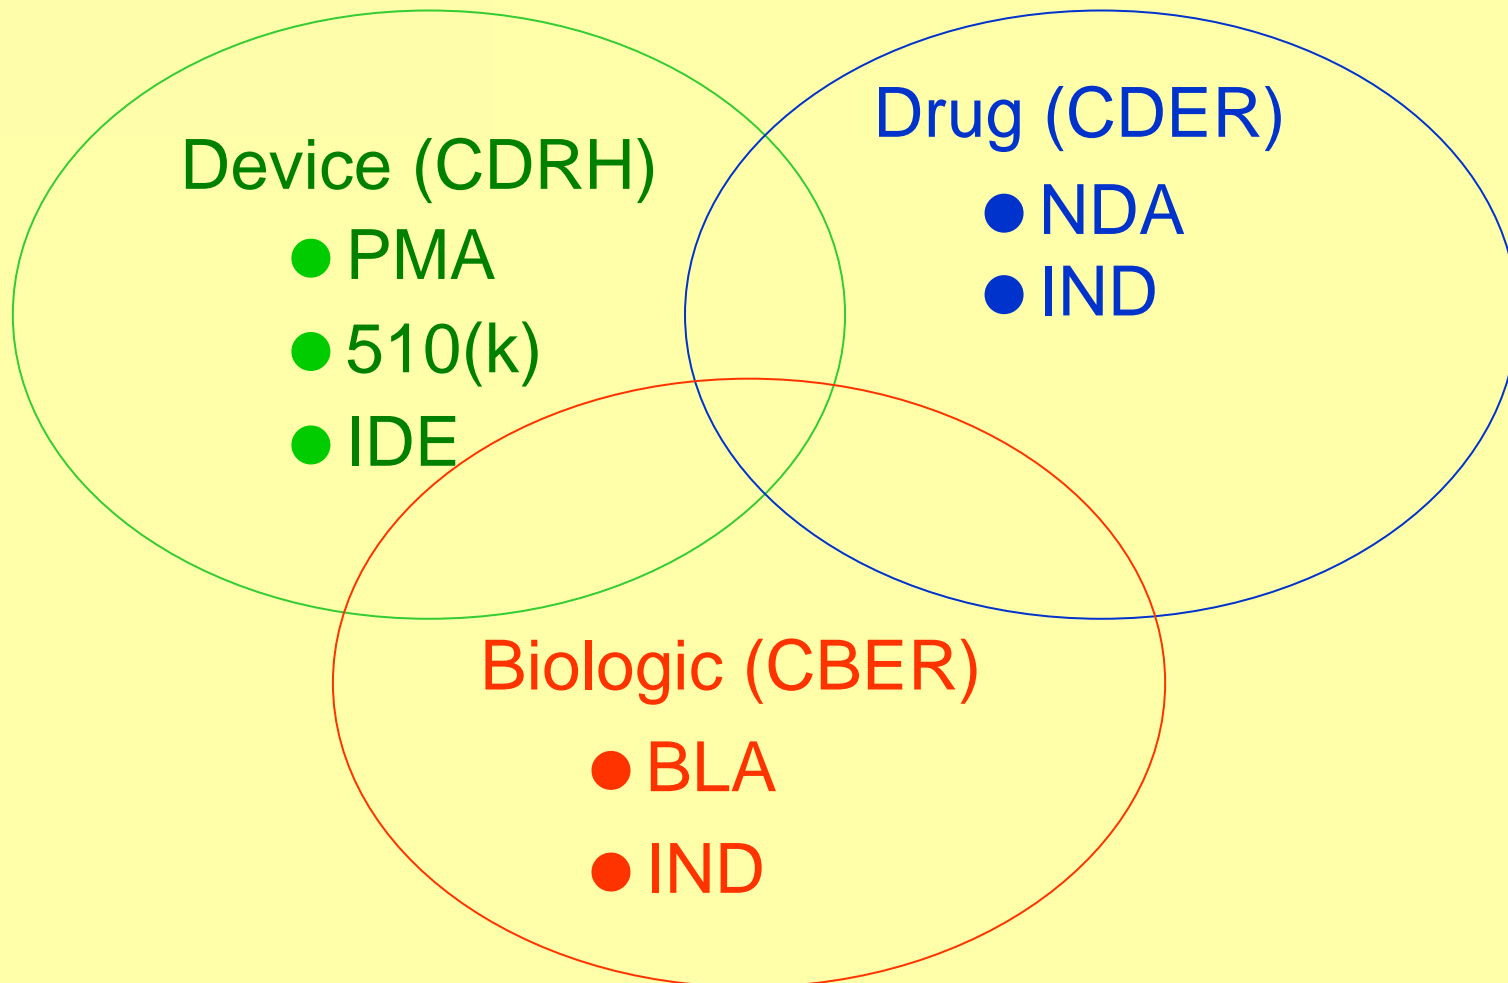 Device (CDRH)
● PMA
● 510(k)
● IDE
Drug (CDER)
● NDA
● IND
Biologic (CBER)
● BLA
● IND